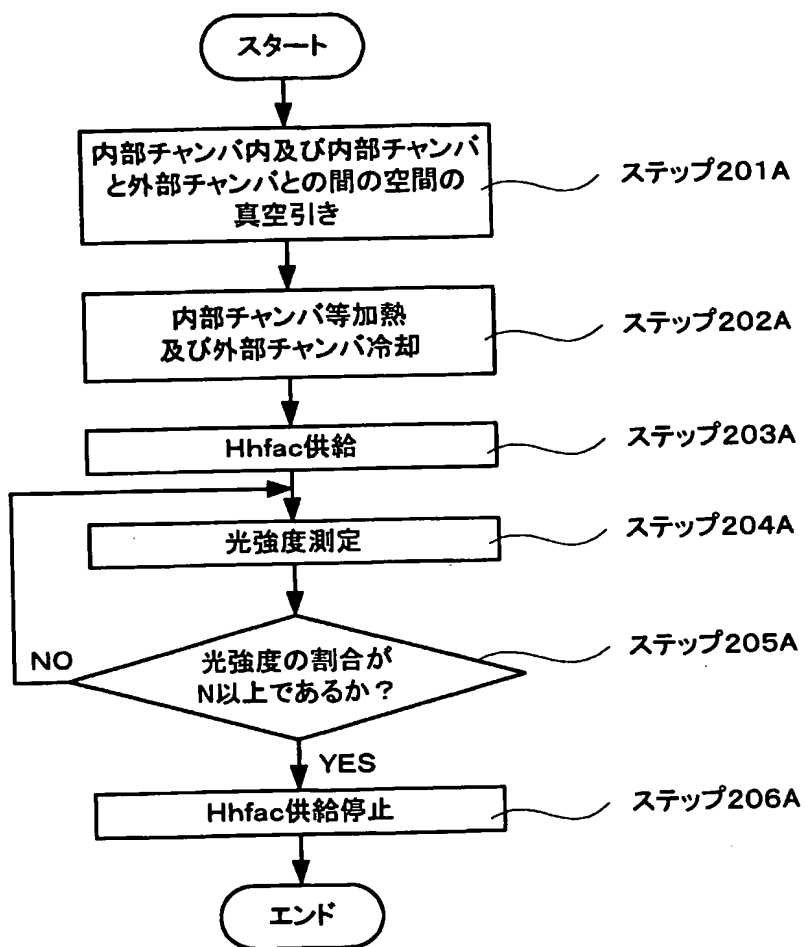 スタート
内部チャンバ内及び内部チャンバ
と外部チャンバとの間の空間の
真空引き
ステップ201A
内部チャンバ等加熱
及び外部チャンバ冷却
ステップ202A
Hhfac供給
ステップ203A
光強度測定
ステップ204A
光強度の割合が
N以上であるか?
ステップ205A
NO
YES
Hhfac供給停止
ステップ206A
エンド